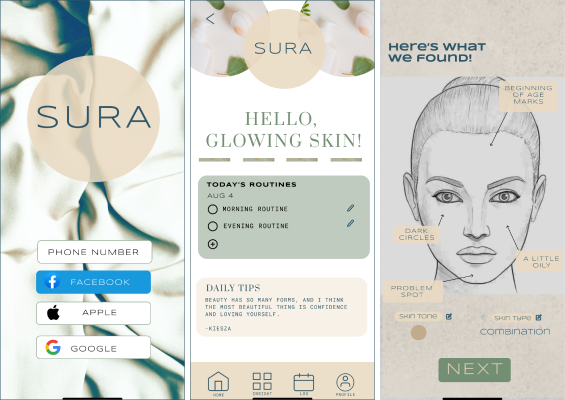 SURA
PHONE NUMBER
FACEBOOK
APPLE
GOOGLE
SURA
HELLO,
GLOWING SKIN!
TODAY'S ROUTINES
AUG 4
MORNING ROUTINE
EVENING ROUTINE
DAILY TIPS
BEAUTY HAS SO MANY FORMS, AND I THINK
THE MOST BEAUTIFUL THING IS CONFIDENCE
AND LOVING YOURSELF.
-KIESZA
HOME
INSIGHT
LOG
PROFILE
Here's what
we found!
BEGINNING
OF AGE
MARKS
DARK
CIRCLES
A LITTLE
OILY
PROBLEM
SPOT
SKIN TONE
SKIN TYPE
COMBINATION
NEXT